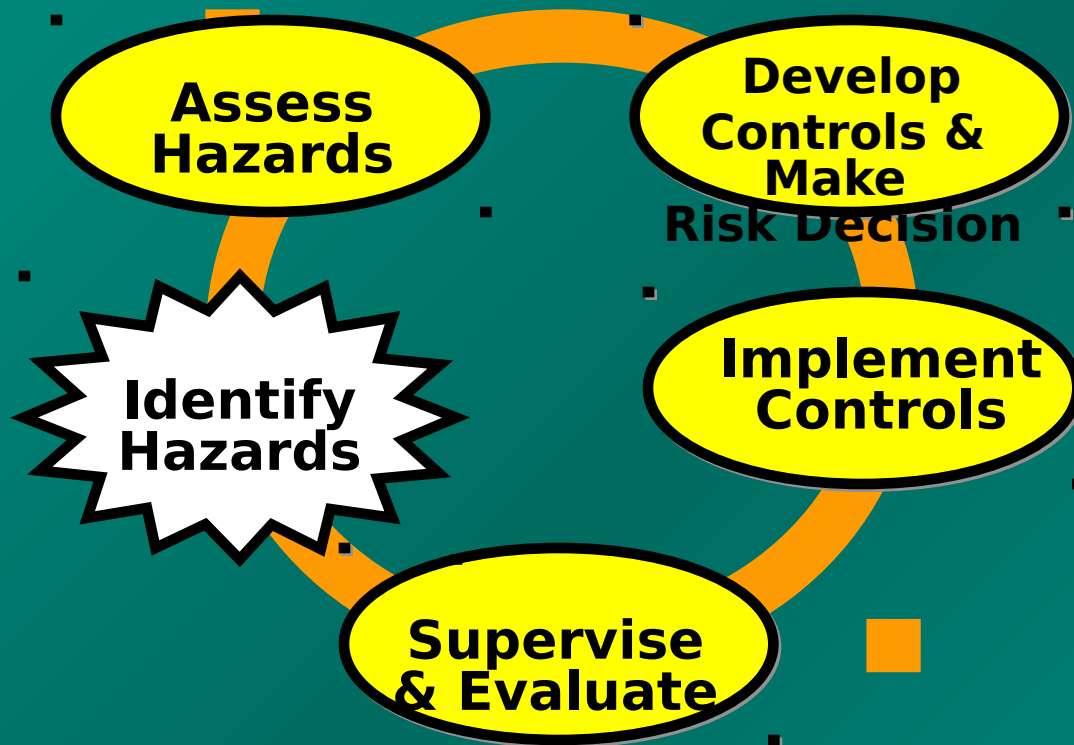 Assess
Hazards
Develop
Controls &
Make
Risk Decision
Identify
Hazards
Implement
Controls
Supervise
& Evaluate